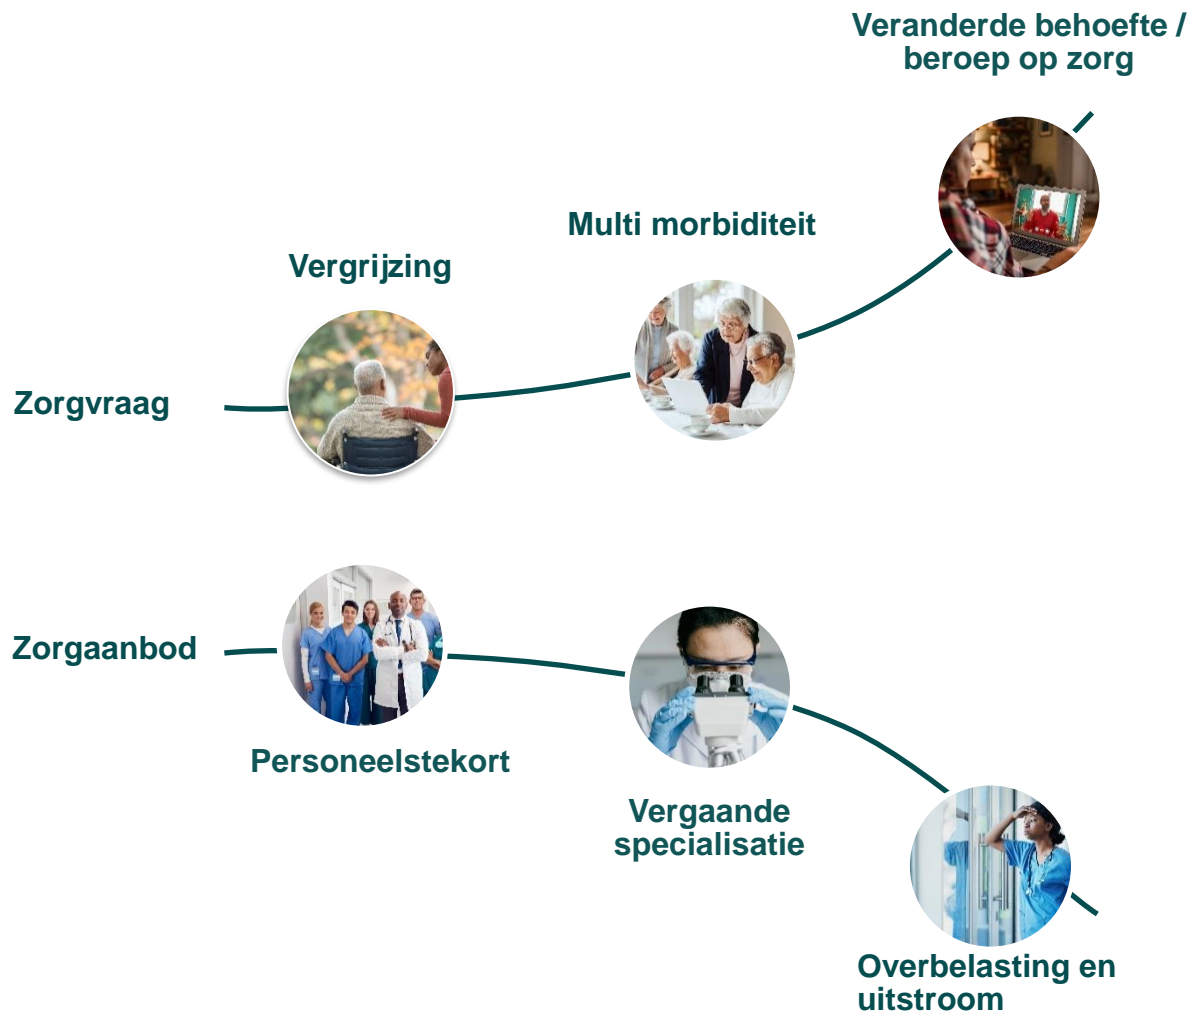 Veranderde behoefte /
beroep op zorg
Multi morbiditeit
Vergrijzing
Zorgvraag
Zorgaanbod
Personeelstekort
Vergaande
specialisatie
Overbelasting en
uitstroom